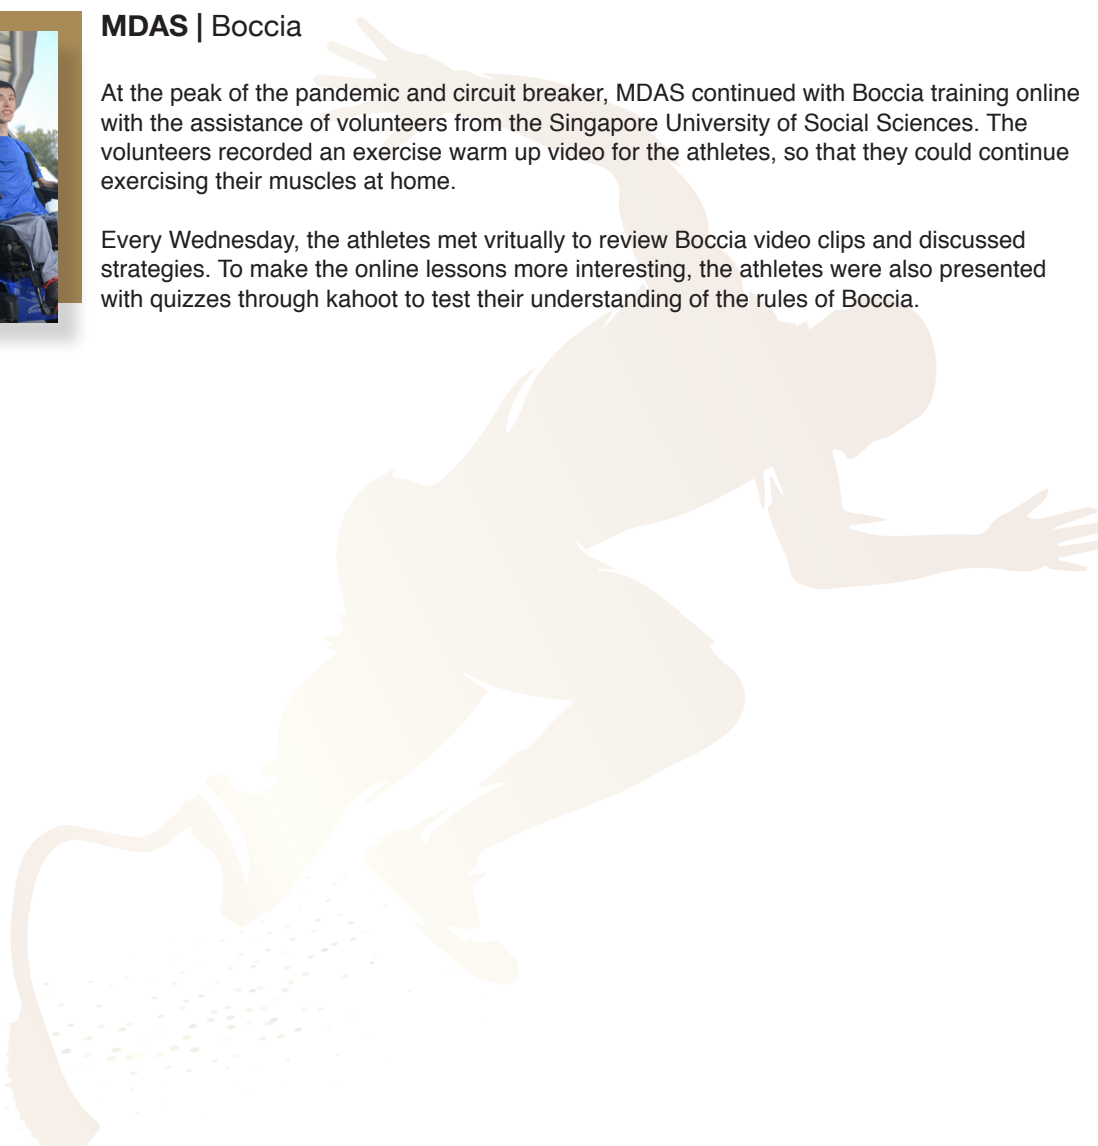 MDAS | Boccia
At the peak of the pandemic and circuit breaker, MDAS continued with Boccia training online
with the assistance of volunteers from the Singapore University of Social Sciences. The
volunteers recorded an exercise warm up video for the athletes, so that they could continue
exercising their muscles at home.
Every Wednesday, the athletes met vritually to review Boccia video clips and discussed
strategies. To make the online lessons more interesting, the athletes were also presented
with quizzes through kahoot to test their understanding of the rules of Boccia.